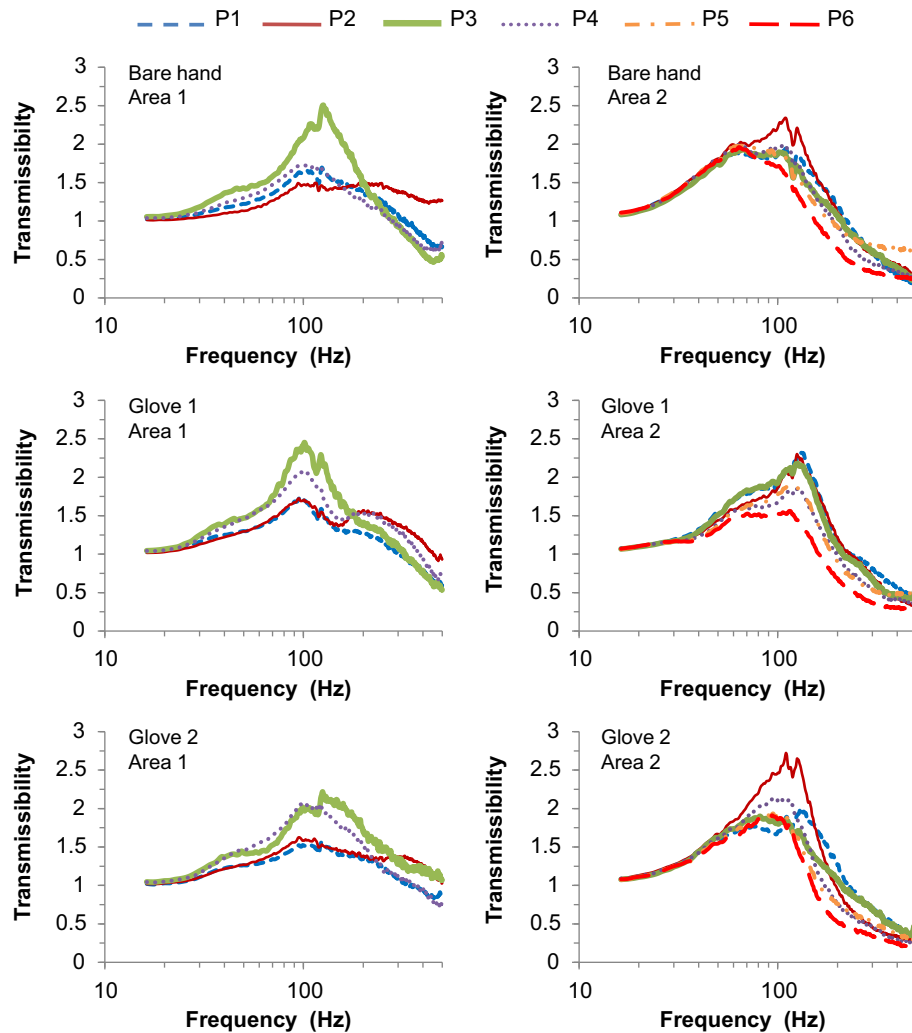 P1 P2 P3 P4 P5 P6
Bare hand
Area 1
Transmissibilty
3
2.5
2
1.5
1
0.5
0
10 100
Frequency (Hz)
Bare hand
Area 2
Transmissibility
3
2.5
2
1.5
1
0.5
0
10 100
Frequency (Hz)
Glove 1
Area 1
Transmissibility
3
2.5
2
1.5
1
0.5
0
10 100
Frequency (Hz)
Glove 1
Area 2
Transmissibility
3
2.5
2
1.5
1
0.5
0
10 100
Frequency (Hz)
Glove 2
Area 1
Transmissibility
3
2.5
2
1.5
1
0.5
0
10 100
Frequency (Hz)
Glove 2
Area 2
Transmissibility
3
2.5
2
1.5
1
0.5
0
10 100
Frequency (Hz)